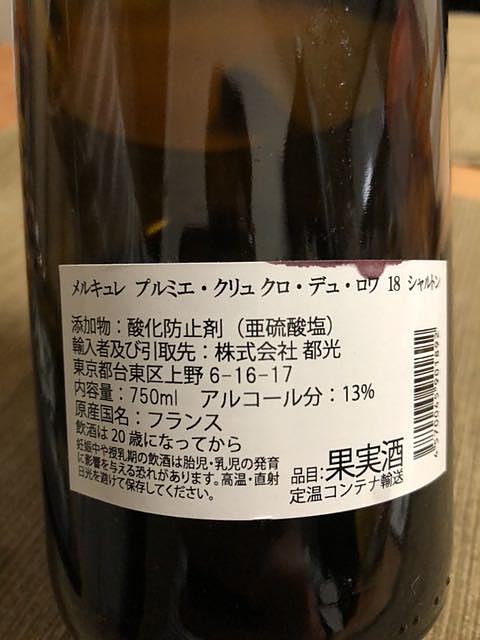 メルキュレ プルミエ・クリュ クロ・デュ・ロワ 18 シャルトン
添加物：酸化防止剤（亜硫酸塩）
輸入者及び引取先：株式会社 都光
東京都台東区上野 6-16-17
内容量：750ml アルコール分：13%
原産国名：フランス
飲酒は20歳になってから
妊娠中や授乳期の飲酒は胎児・乳児の発育
に影響を与える恐れがあります。高温・直射
日光を避けて保存してください。
品目：果実酒
定温コンテナ輸送
4570045901892